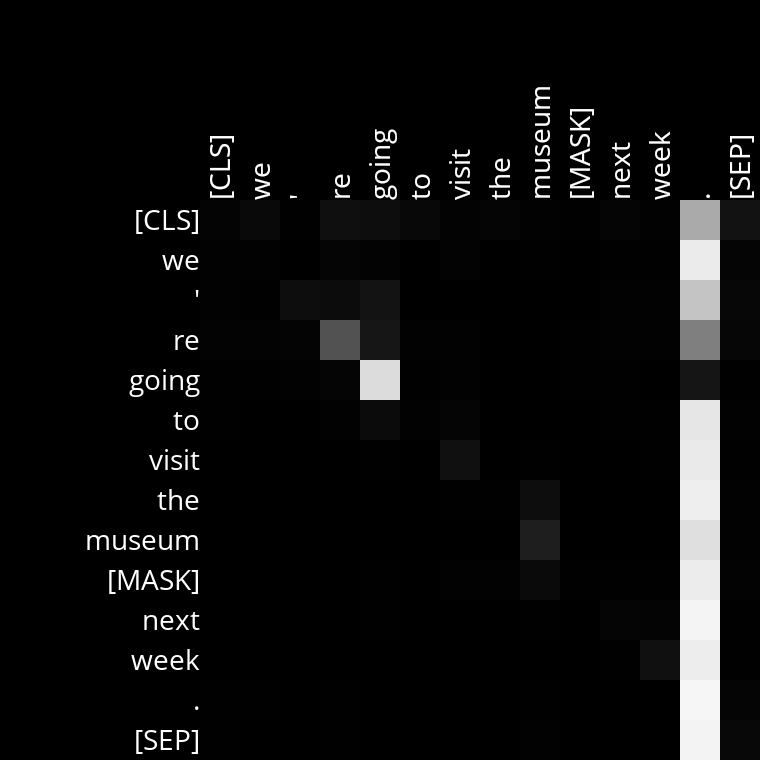 [CLS] we ' re going to visit the museum [MASK] next week . [SEP]
[CLS]
we
'
re
going
to
visit
the
museum
[MASK]
next
week
.
[SEP]